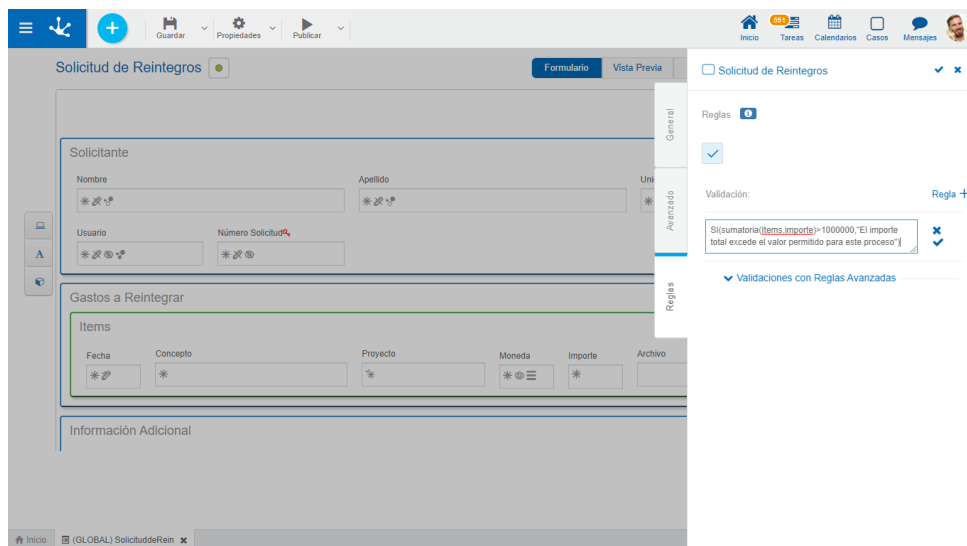 Guardar
Propiedades
Publicar
Inicio
551
Tareas
Calendarios
Casos
Mensajes
Solicitud de Reintegros
Formulario
Vista Previa
Solicitante
Nombre
Apellido
Usuario
Número Solicitud
A
Gastos a Reintegrar
Items
Fecha
Concepto
Proyecto
Moneda
Importe
Archivo
Información Adicional
General
Avanzado
Reglas
Solicitud de Reintegros
Reglas
Validación:
Regla +
SI(sumatoria(Items.importe)>1000000,"El importe
total excede el valor permitido para este proceso")
Validaciones con Reglas Avanzadas
Inicio
(GLOBAL) SolicituddeRein